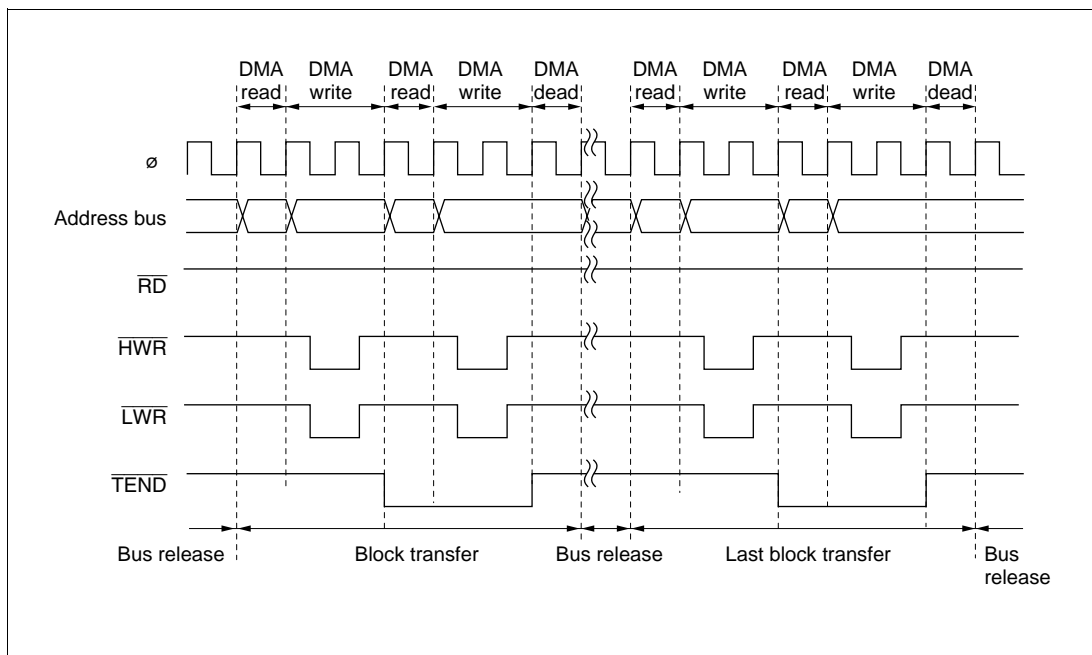 DMA read DMA write DMA read DMA write DMA dead DMA read DMA write DMA read DMA write DMA dead
ø
Address bus
RD
HWR
LWR
TEND
Bus release Block transfer Bus release Last block transfer Bus release